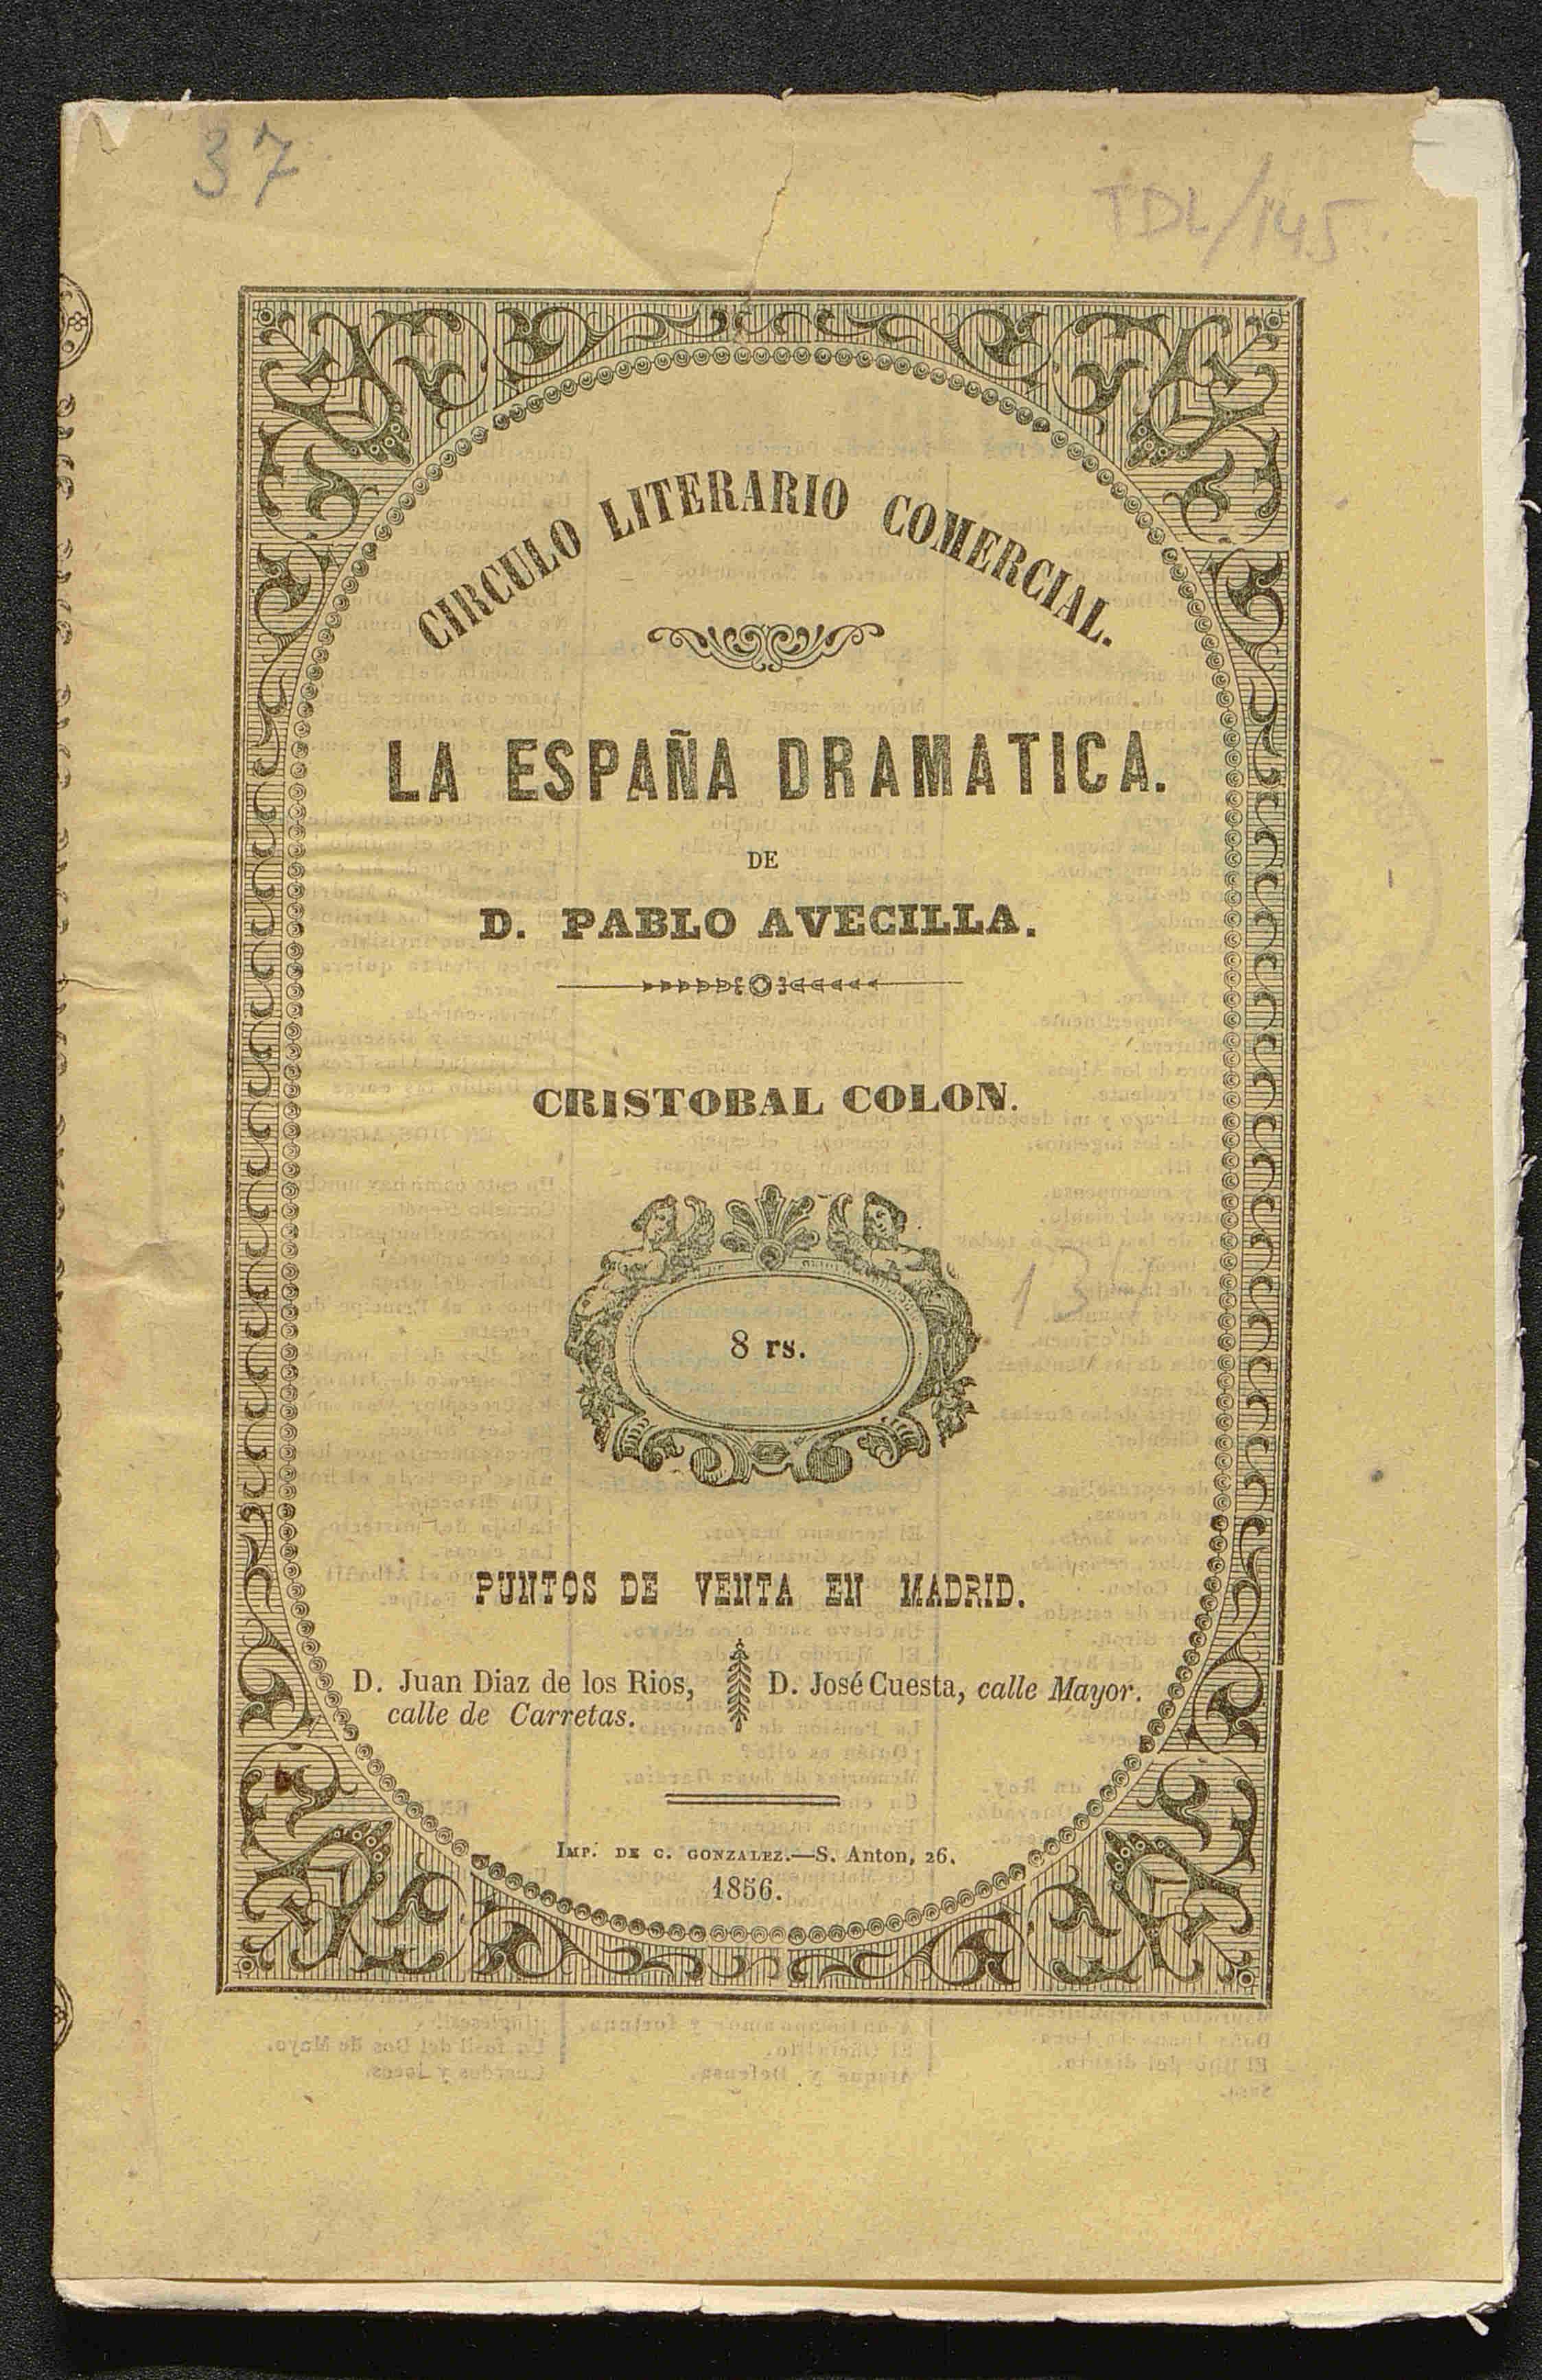 37
TDL/145
CIRCULO LITERARIO COMERCIAL.
LA ESPAÑA DRAMATICA.
DE
D. PABLO AVECILLA.
CRISTOBAL COLON.
8 rs.
PUNTOS DE VENTA EN MADRID.
D. Juan Diaz de los Rios,
calle de Carretas.
D. José Cuesta, calle Mayor.
IMP. DE C. GONZALEZ.—S. Anton, 26.
1856.